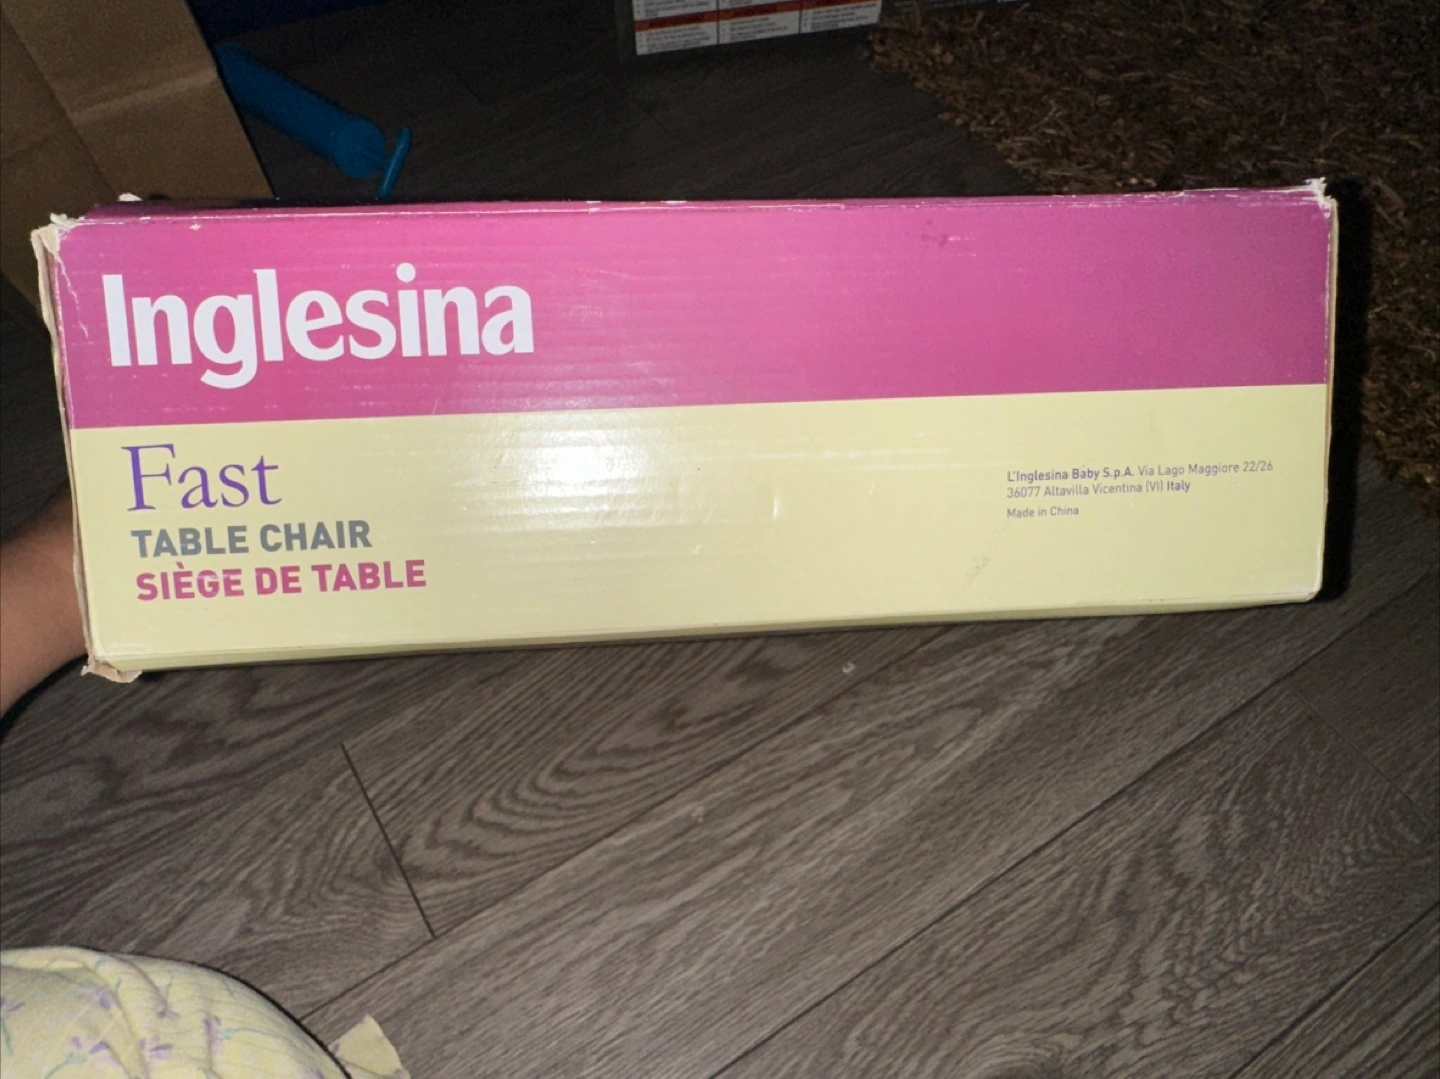 Inglesina
Fast
TABLE CHAIR
SIÈGE DE TABLE
L'Inglesina Baby S.p.A. Via Lago Maggiore 22/26
36077 Altavilla Vicentina (VI) Italy
Made in China